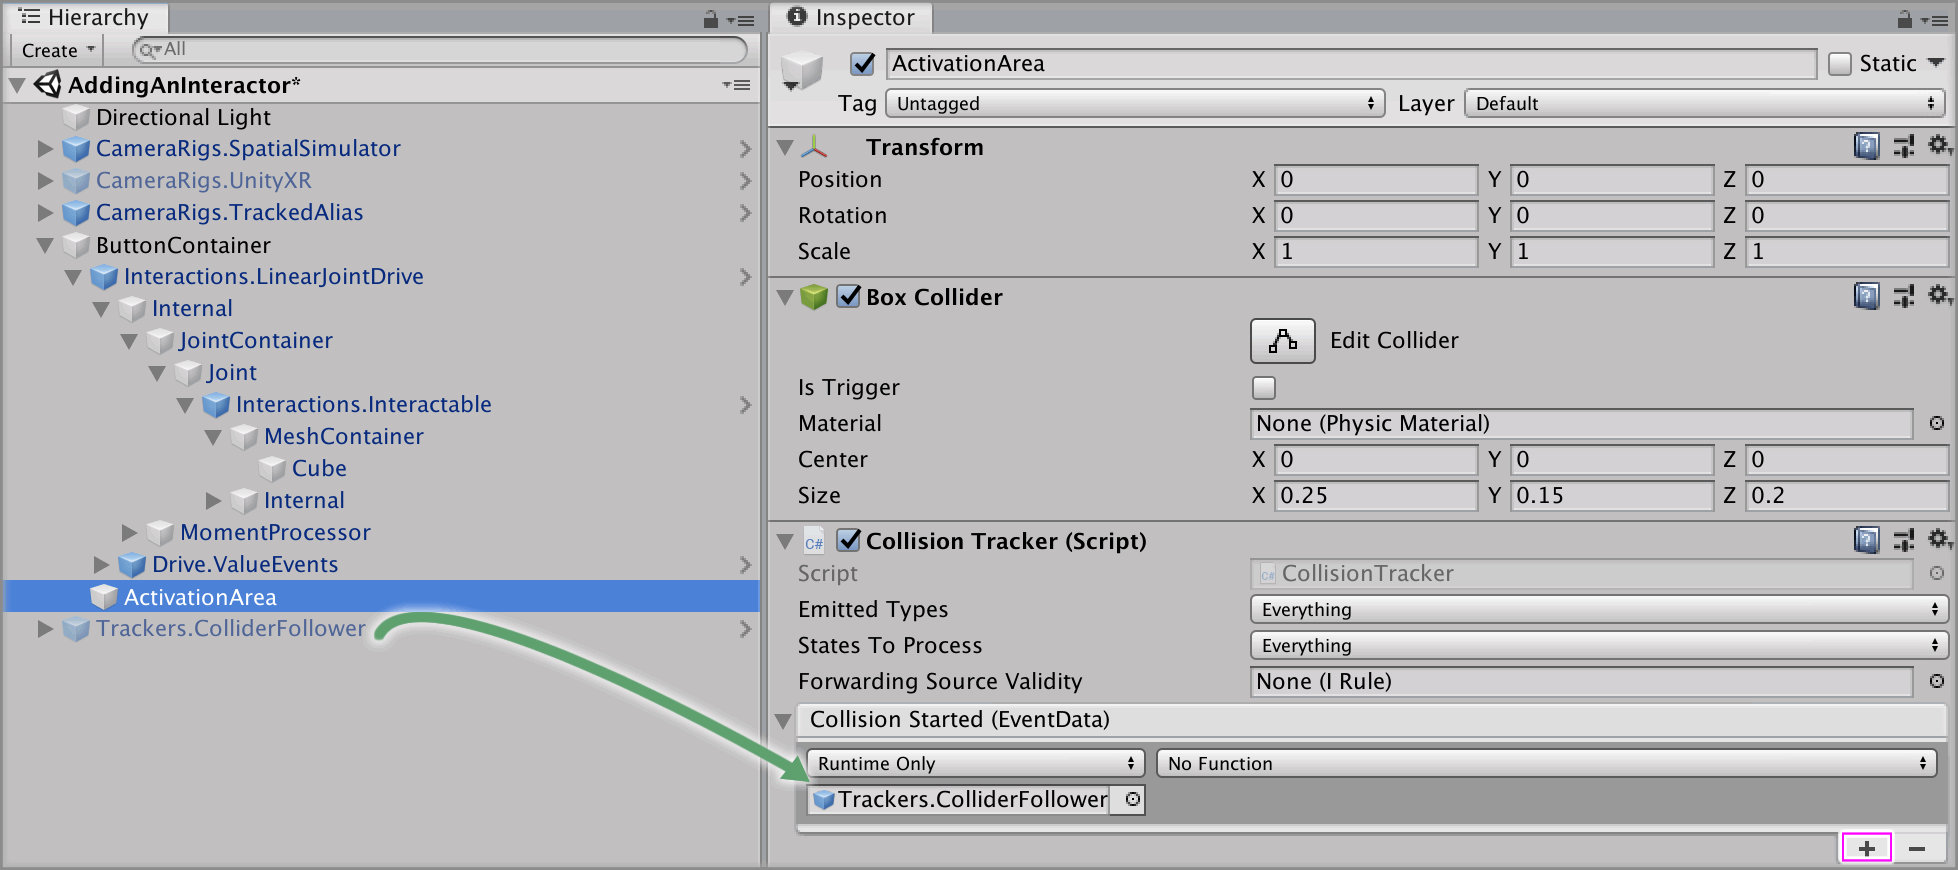 Hierarchy
Create
All
AddingAnInteractor*
Directional Light
CameraRigs.SpatialSimulator
CameraRigs.UnityXR
CameraRigs.TrackedAlias
ButtonContainer
Interactions.LinearJointDrive
Internal
JointContainer
Joint
Interactions.Interactable
MeshContainer
Cube
Internal
MomentProcessor
Drive.ValueEvents
ActivationArea
Trackers.ColliderFollower
Inspector
ActivationArea
Static
Tag Untagged Layer Default
Transform
Position X 0 Y 0 Z 0
Rotation X 0 Y 0 Z 0
Scale X 1 Y 1 Z 1
Box Collider
Edit Collider
Is Trigger
Material None (Physic Material)
Center X 0 Y 0 Z 0
Size X 0.25 Y 0.15 Z 0.2
C# Collision Tracker (Script)
Script C# CollisionTracker
Emitted Types Everything
States To Process Everything
Forwarding Source Validity None (I Rule)
Collision Started (EventData)
Runtime Only No Function
Trackers.ColliderFollower